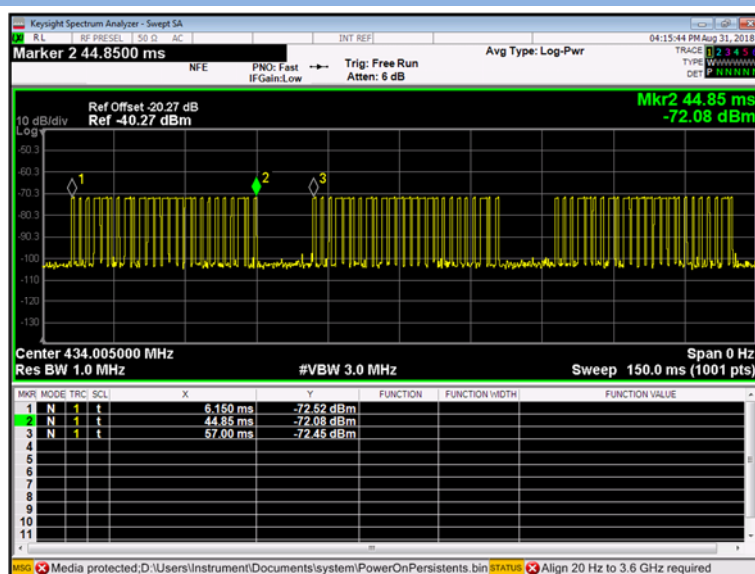 Keysight Spectrum Analyzer - Swept SA
LXI RL RF PRESEL 50 Ω AC INT REF 04:15:44 PM Aug 31, 2018
Marker 2 44.8500 ms
NFE
PNO: Fast
IFGain:Low
Trig: Free Run
Atten: 6 dB
Avg Type: Log-Pwr
TRACE 1 2 3 4 5
TYPE W
DET P N N N N
Mkr2 44.85 ms
-72.08 dBm
Ref Offset -20.27 dB
10 dB/div Ref -40.27 dBm
Log
-50.3
-60.3
-70.3
-80.3
-90.3
-100
-110
-120
-130
1 2 3
Center 434.005000 MHz Span 0 Hz
Res BW 1.0 MHz #VBW 3.0 MHz Sweep 150.0 ms (1001 pts)
MKR MODE TRC SCL X Y FUNCTION FUNCTION WIDTH FUNCTION VALUE
1 N 1 t 6.150 ms -72.52 dBm
2 N 1 t 44.85 ms -72.08 dBm
3 N 1 t 57.00 ms -72.45 dBm
4
5
6
7
8
9
10
11
MSG Media protected;D:\Users\Instrument\Documents\system\PowerOnPersistents.bin STATUS Align 20 Hz to 3.6 GHz required